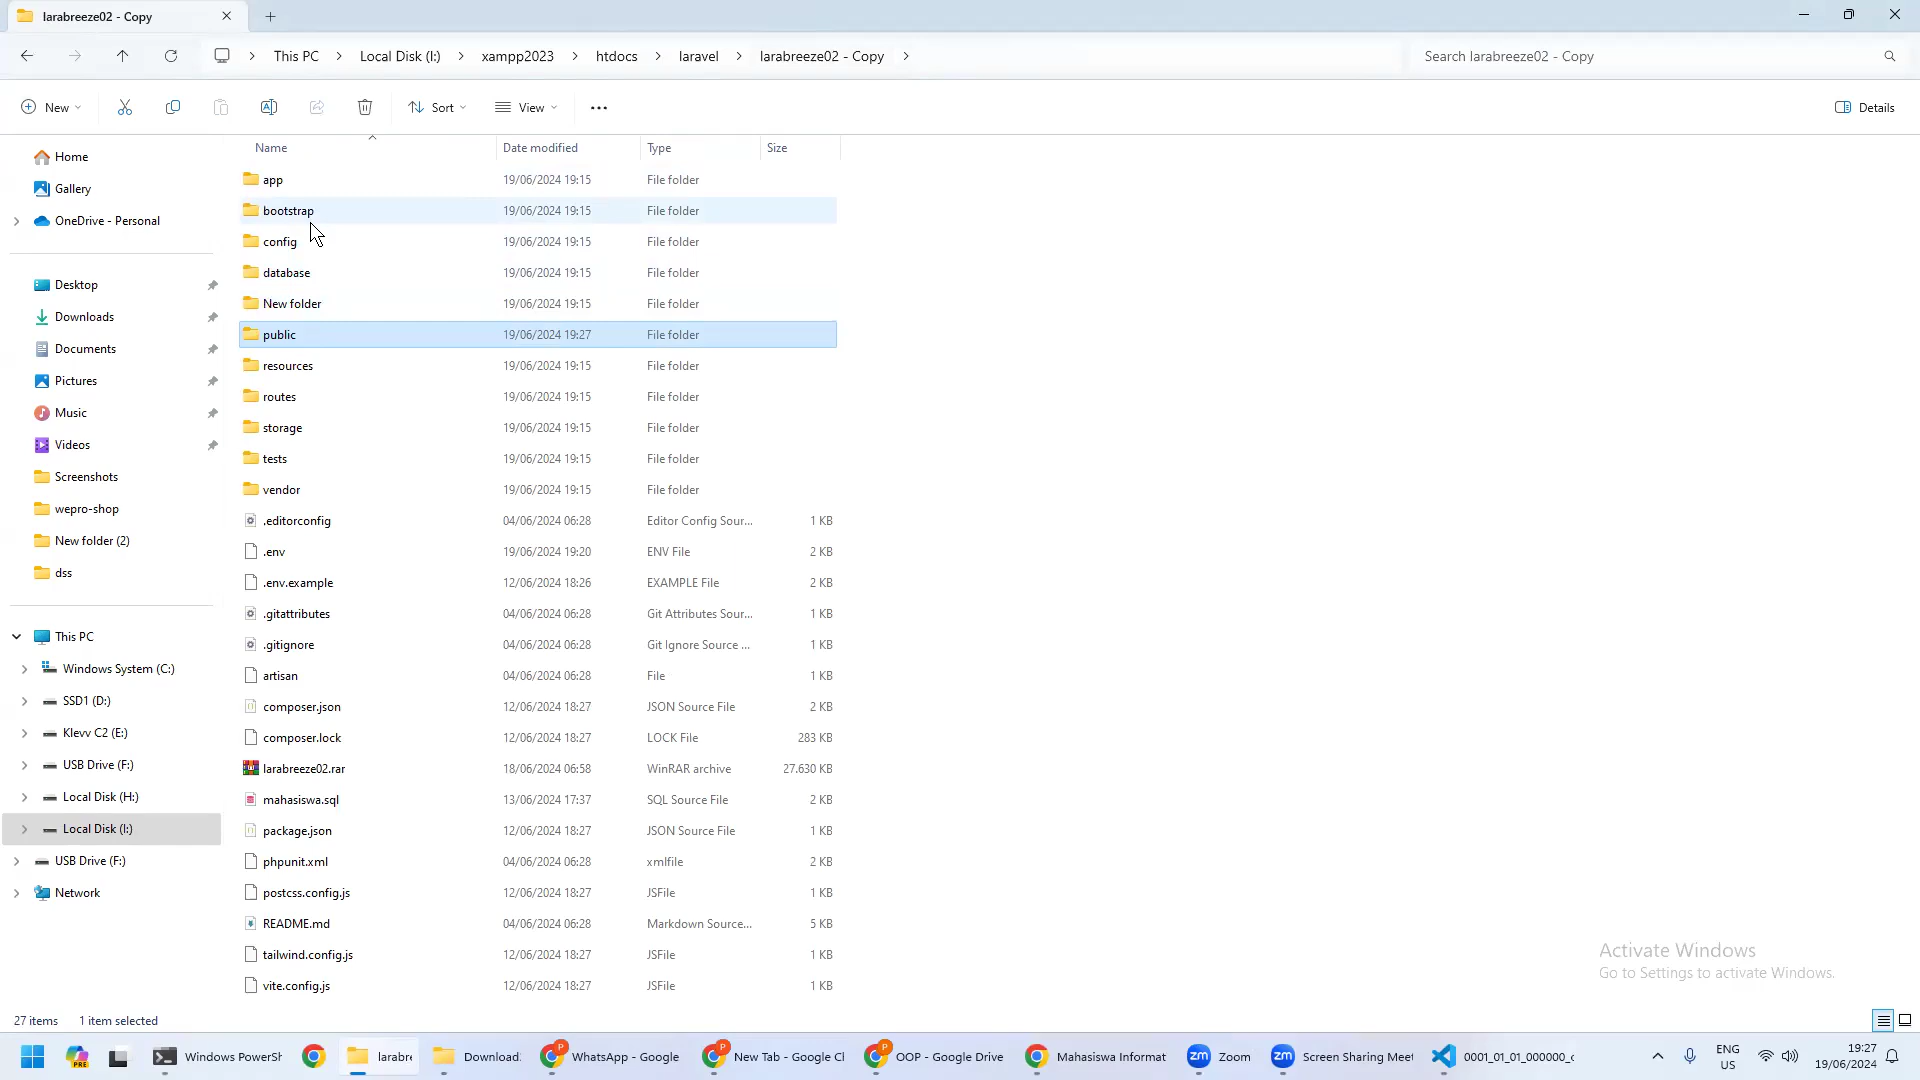 larabreeze02 - Copy
This PC
Local Disk (I:)
xampp2023
htdocs
laravel
larabreeze02 - Copy
Search larabreeze02 - Copy
New
Sort
View
Details
Home
Gallery
OneDrive - Personal
Desktop
Downloads
Documents
Pictures
Music
Videos
Screenshots
wepro-shop
New folder (2)
dss
This PC
Windows System (C:)
SSD1 (D:)
Klevv C2 (E:)
USB Drive (F:)
Local Disk (H:)
Local Disk (I:)
USB Drive (F:)
Network
Name Date modified Type Size
app 19/06/2024 19:15 File folder
bootstrap 19/06/2024 19:15 File folder
config 19/06/2024 19:15 File folder
database 19/06/2024 19:15 File folder
New folder 19/06/2024 19:15 File folder
public 19/06/2024 19:27 File folder
resources 19/06/2024 19:15 File folder
routes 19/06/2024 19:15 File folder
storage 19/06/2024 19:15 File folder
tests 19/06/2024 19:15 File folder
vendor 19/06/2024 19:15 File folder
.editorconfig 04/06/2024 06:28 Editor Config Sour... 1 KB
.env 19/06/2024 19:20 ENV File 2 KB
.env.example 12/06/2024 18:26 EXAMPLE File 2 KB
.gitattributes 04/06/2024 06:28 Git Attributes Sour... 1 KB
.gitignore 04/06/2024 06:28 Git Ignore Source ... 1 KB
artisan 04/06/2024 06:28 File 1 KB
composer.json 12/06/2024 18:27 JSON Source File 2 KB
composer.lock 12/06/2024 18:27 LOCK File 283 KB
larabreeze02.rar 18/06/2024 06:58 WinRAR archive 27.630 KB
mahasiswa.sql 13/06/2024 17:37 SQL Source File 2 KB
package.json 12/06/2024 18:27 JSON Source File 1 KB
phpunit.xml 04/06/2024 06:28 xmlfile 2 KB
postcss.config.js 12/06/2024 18:27 JSFile 1 KB
README.md 04/06/2024 06:28 Markdown Source... 5 KB
tailwind.config.js 12/06/2024 18:27 JSFile 1 KB
vite.config.js 12/06/2024 18:27 JSFile 1 KB
Activate Windows
Go to Settings to activate Windows.
27 items 1 item selected
PRE
Windows PowerSh
larabre
Download
P
WhatsApp - Google
P
New Tab - Google Cl
P
OOP - Google Drive
Mahasiswa Informat
zm
Zoom
zm
Screen Sharing Meet
0001_01_01_000000_c
ENG
US
19:27
19/06/2024